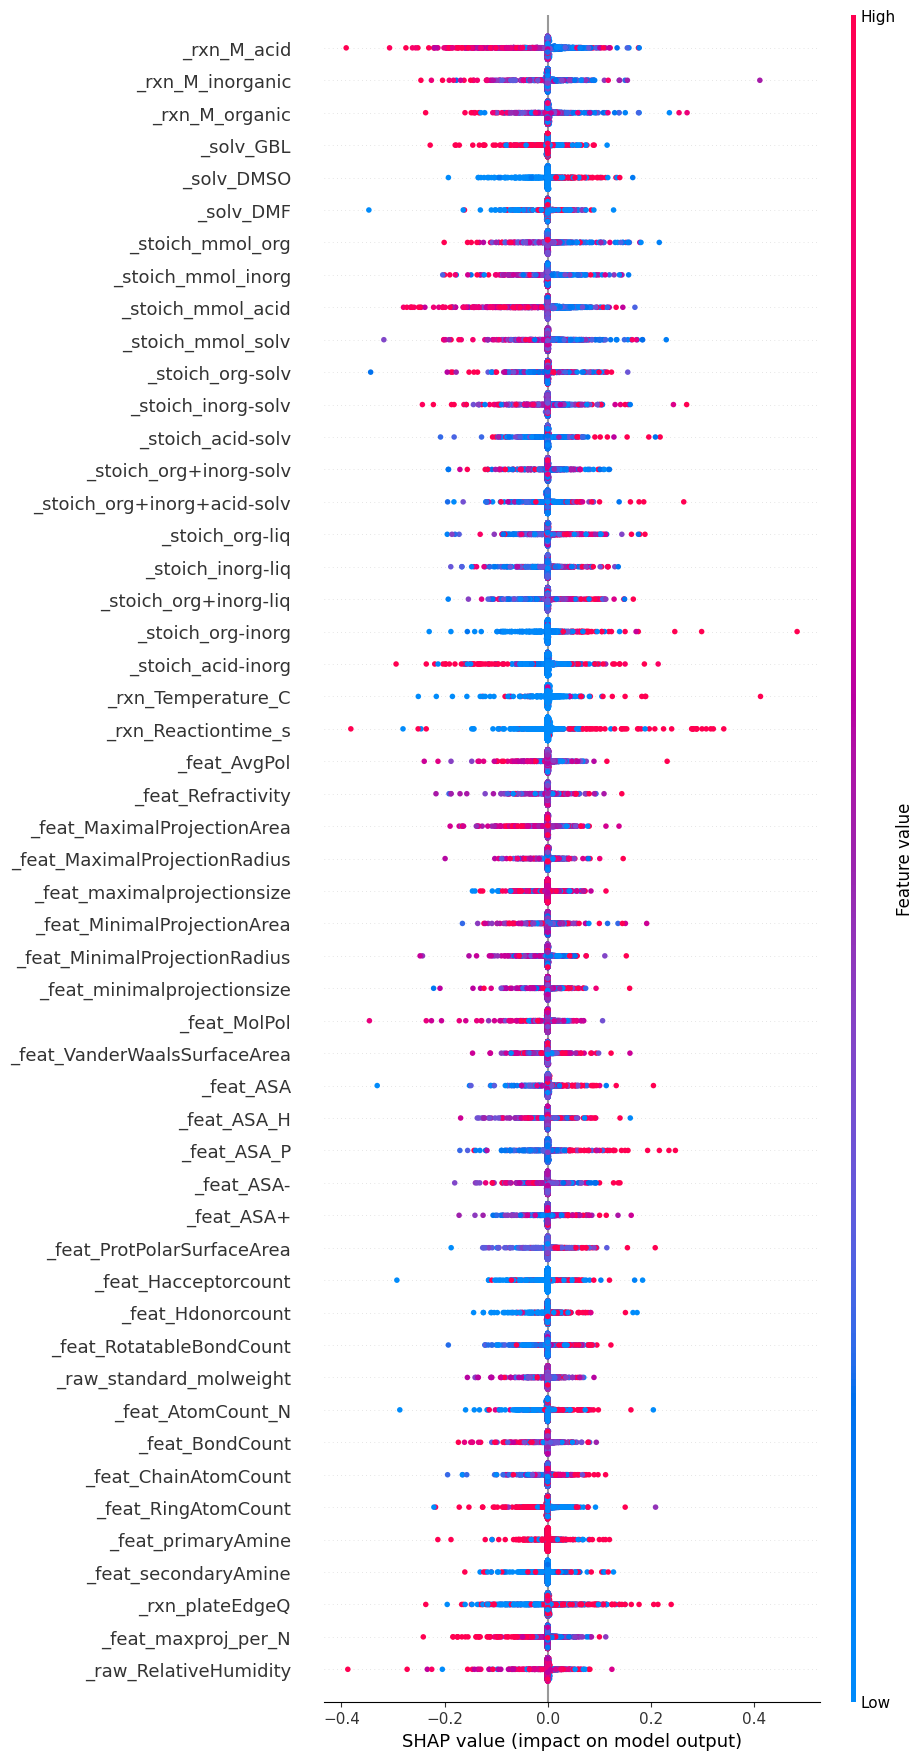 High
_rxn_M_acid
_rxn_M_inorganic
_rxn_M_organic
_solv_GBL
_solv_DMSO
_solv_DMF
_stoich_mmol_org
_stoich_mmol_inorg
_stoich_mmol_acid
_stoich_mmol_solv
_stoich_org-solv
_stoich_inorg-solv
_stoich_acid-solv
_stoich_org+inorg-solv
_stoich_org+inorg+acid-solv
_stoich_org-liq
_stoich_inorg-liq
_stoich_org+inorg-liq
_stoich_org-inorg
_stoich_acid-inorg
_rxn_Temperature_C
_rxn_Reactiontime_s
_feat_AvgPol
_feat_Refractivity
_feat_MaximalProjectionArea
_feat_MaximalProjectionRadius
_feat_maximalprojectionsize
_feat_MinimalProjectionArea
_feat_MinimalProjectionRadius
_feat_minimalprojectionsize
_feat_MolPol
_feat_VanderWaalsSurfaceArea
_feat_ASA
_feat_ASA_H
_feat_ASA_P
_feat_ASA-
_feat_ASA+
_feat_ProtPolarSurfaceArea
_feat_Hacceptorcount
_feat_Hdonorcount
_feat_RotatableBondCount
_raw_standard_molweight
_feat_AtomCount_N
_feat_BondCount
_feat_ChainAtomCount
_feat_RingAtomCount
_feat_primaryAmine
_feat_secondaryAmine
_rxn_plateEdgeQ
_feat_maxproj_per_N
_raw_RelativeHumidity
Feature value
Low
−0.4 −0.2 0.0 0.2 0.4
SHAP value (impact on model output)